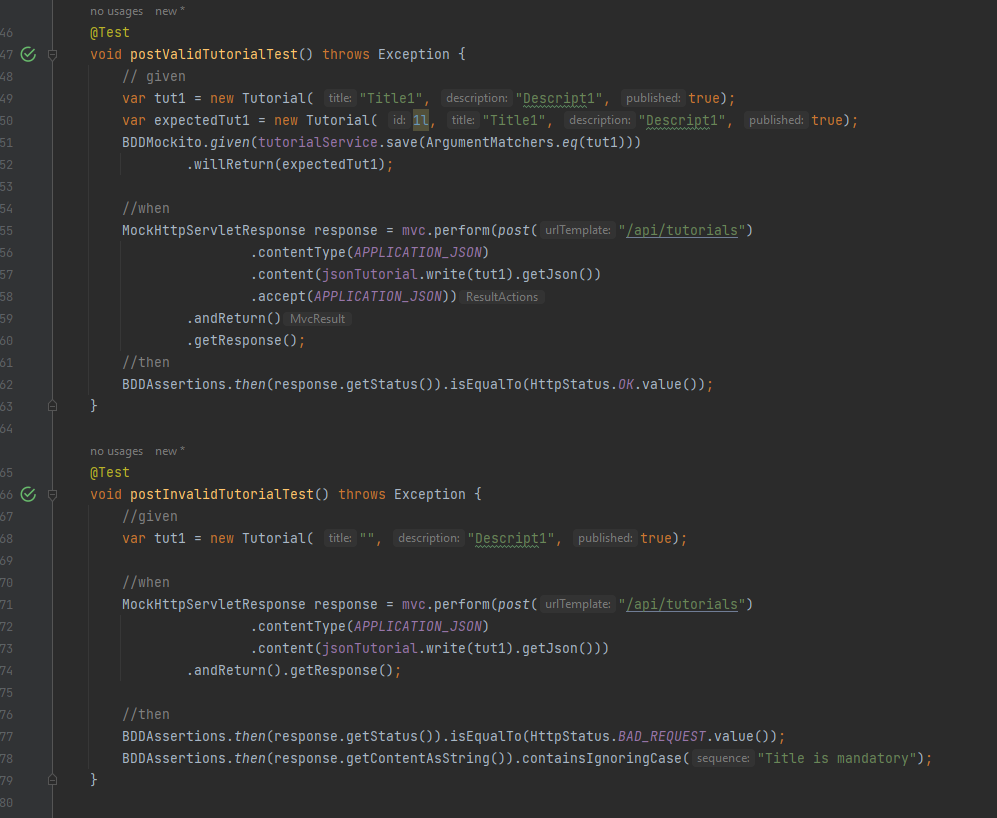 no usages   new *
46 @Test
47 void postValidTutorialTest() throws Exception {
48 // given
49 var tut1 = new Tutorial( title: "Title1", description: "Descript1", published: true);
50 var expectedTut1 = new Tutorial( id: 1l, title: "Title1", description: "Descript1", published: true);
51 BDDMockito.given(tutorialService.save(ArgumentMatchers.eq(tut1)))
52 .willReturn(expectedTut1);
53
54 //when
55 MockHttpServletResponse response = mvc.perform(post( urlTemplate: "/api/tutorials")
56 .contentType(APPLICATION_JSON)
57 .content(jsonTutorial.write(tut1).getJson())
58 .accept(APPLICATION_JSON)) ResultActions
59 .andReturn() MvcResult
60 .getResponse();
61 //then
62 BDDAssertions.then(response.getStatus()).isEqualTo(HttpStatus.OK.value());
63 }
64
no usages   new *
65 @Test
66 void postInvalidTutorialTest() throws Exception {
67 //given
68 var tut1 = new Tutorial( title: "", description: "Descript1", published: true);
69
70 //when
71 MockHttpServletResponse response = mvc.perform(post( urlTemplate: "/api/tutorials")
72 .contentType(APPLICATION_JSON)
73 .content(jsonTutorial.write(tut1).getJson()))
74 .andReturn().getResponse();
75
76 //then
77 BDDAssertions.then(response.getStatus()).isEqualTo(HttpStatus.BAD_REQUEST.value());
78 BDDAssertions.then(response.getContentAsString()).containsIgnoringCase( sequence: "Title is mandatory");
79 }
80